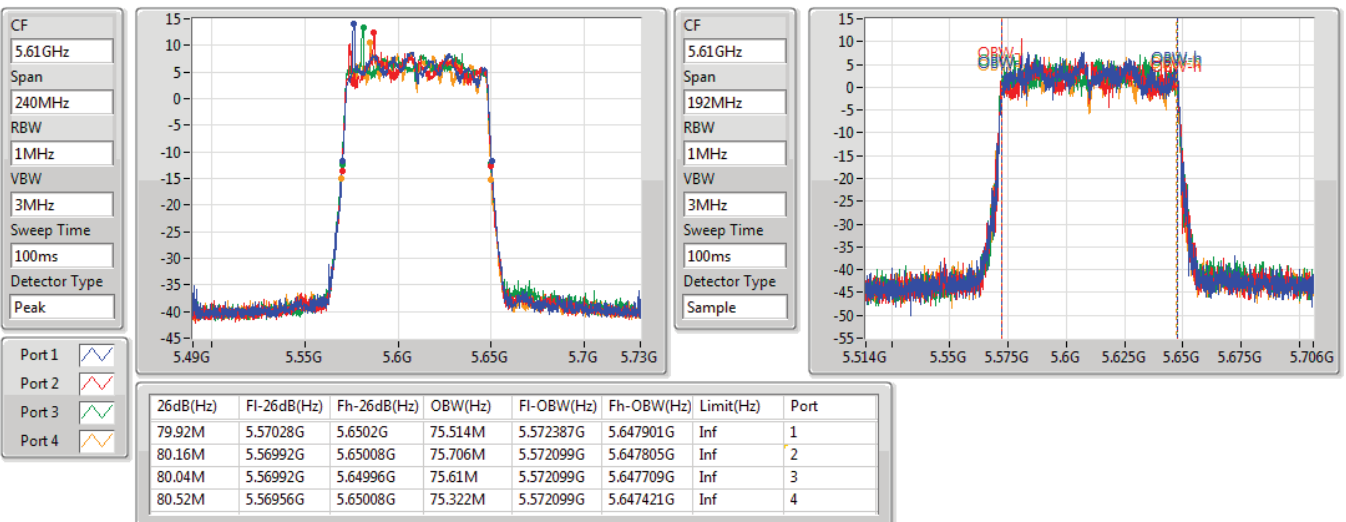 CF
5.61GHz
Span
240MHz
RBW
1MHz
VBW
3MHz
Sweep Time
100ms
Detector Type
Peak
15
10
5
0
-5
-10
-15
-20
-25
-30
-35
-40
-45
5.49G 5.55G 5.6G 5.65G 5.7G 5.73G
CF
5.61GHz
Span
192MHz
RBW
1MHz
VBW
3MHz
Sweep Time
100ms
Detector Type
Sample
15
10
5
0
-5
-10
-15
-20
-25
-30
-35
-40
-45
-50
-55
5.514G 5.55G 5.575G 5.6G 5.625G 5.65G 5.675G 5.706G
Port 1
Port 2
Port 3
Port 4
26dB(Hz) Fl-26dB(Hz) Fh-26dB(Hz) OBW(Hz) Fl-OBW(Hz) Fh-OBW(Hz) Limit(Hz) Port
79.92M 5.57028G 5.6502G 75.514M 5.572387G 5.647901G Inf 1
80.16M 5.56992G 5.65008G 75.706M 5.572099G 5.647805G Inf 2
80.04M 5.56992G 5.64996G 75.61M 5.572099G 5.647709G Inf 3
80.52M 5.56956G 5.65008G 75.322M 5.572099G 5.647421G Inf 4